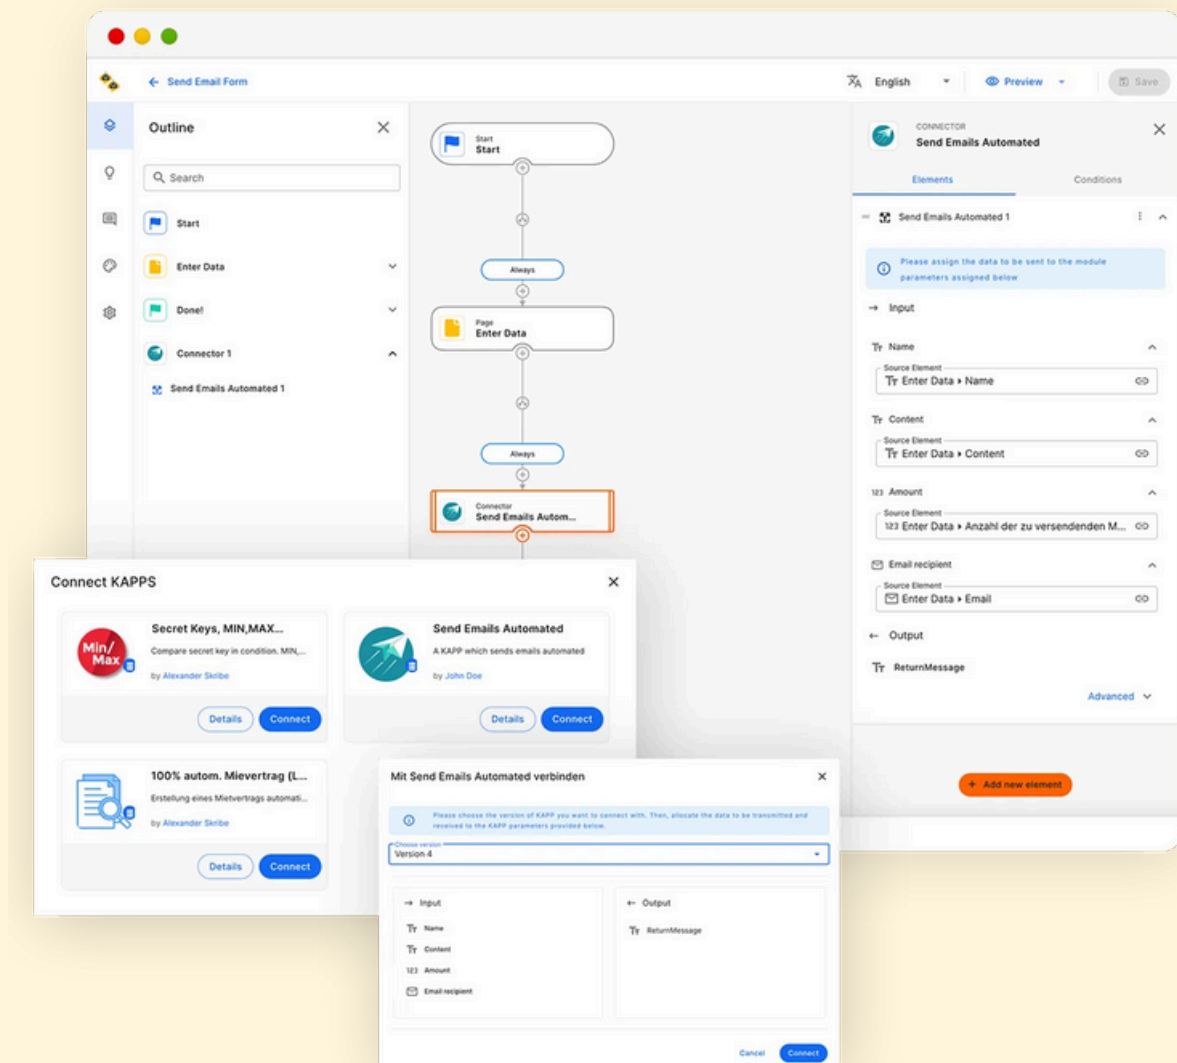 Send Email Form
English
Preview
Save
Outline
Search
Start
Enter Data
Done!
Connector 1
Send Emails Automated 1
Start
Start
Always
Page
Enter Data
Always
Connector
Send Emails Autom...
CONNECTOR
Send Emails Automated
Elements
Conditions
Send Emails Automated 1
Please assign the data to be sent to the module
parameters assigned below
Input
Name
Source Element
Enter Data ▸ Name
Content
Source Element
Enter Data ▸ Content
123 Amount
Source Element
123 Enter Data ▸ Anzahl der zu versendenden M...
Email recipient
Source Element
Enter Data ▸ Email
Output
ReturnMessage
Advanced
+ Add new element
Connect KAPPS
Min/
Max
Secret Keys, MIN,MAX...
Compare secret key in condition. MIN,...
by Alexander Skribe
Details
Connect
Send Emails Automated
A KAPP which sends emails automated
by John Doe
Details
Connect
100% autom. Mievertrag (L...
Erstellung eines Mietvertrags automati...
by Alexander Skribe
Details
Connect
Mit Send Emails Automated verbinden
Please choose the version of KAPP you want to connect with. Then, allocate the data to be transmitted and
received to the KAPP parameters provided below.
Choose version
Version 4
Input
Name
Content
123 Amount
Email recipient
Output
ReturnMessage
Cancel
Connect